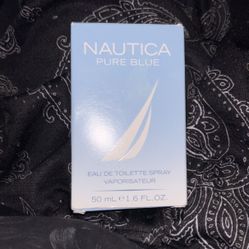 NAUTICA
PURE BLUE
EAU DE TOILETTE SPRAY
VAPORISATEUR
50 mL ℮ 1.6 FL.OZ.